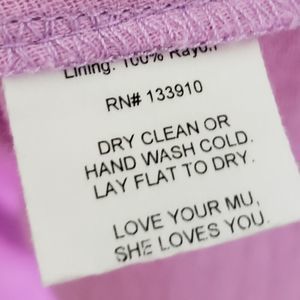 Lining: 100% Rayon
RN# 133910
DRY CLEAN OR
HAND WASH COLD.
LAY FLAT TO DRY.
LOVE YOUR MU,
SHE LOVES YOU.